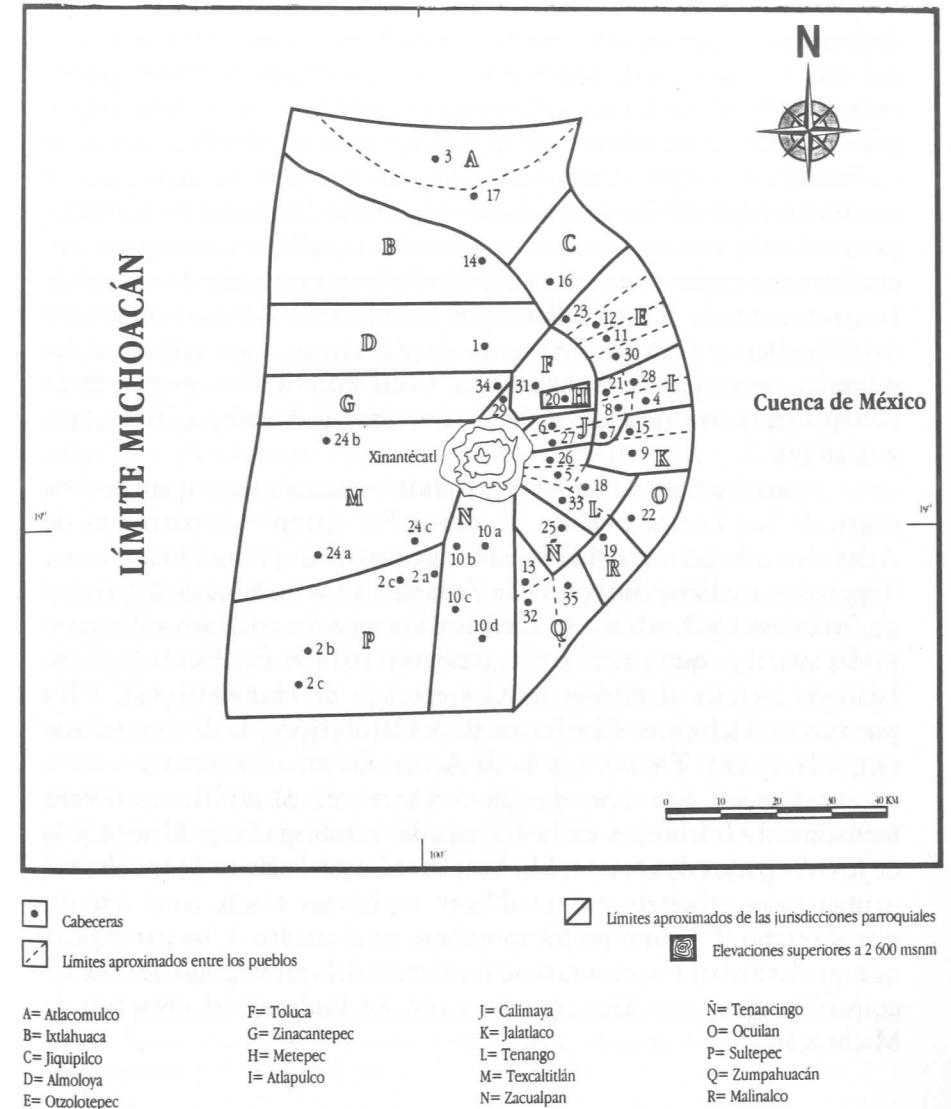 N
3 A
17
B
C
14
16
LÍMITE MICHOACÁN
23
12
E
D
11
1
30
F
34
31
21
28
I
20
H
4
G
29
8
Cuenca de México
6
J
7
15
24 b
27
Xinantécatl
26
9
K
5
18
O
M
33
L
22
N
25
19º
19º
24 c
10 a
19
24 a
10 b
Ñ
R
2 c
2 a
13
35
10 c
32
Q
10 d
P
2 b
2 c
0 10 20 30 40 KM
100º
Cabeceras
Límites aproximados de las jurisdicciones parroquiales
Límites aproximados entre los pueblos
Elevaciones superiores a 2 600 msnm
A= Atlacomulco
B= Ixtlahuaca
C= Jiquipilco
D= Almoloya
E= Otzolotepec
F= Toluca
G= Zinacantepec
H= Metepec
I= Atlapulco
J= Calimaya
K= Jalatlaco
L= Tenango
M= Texcaltitlán
N= Zacualpan
Ñ= Tenancingo
O= Ocuilan
P= Sultepec
Q= Zumpahuacán
R= Malinalco